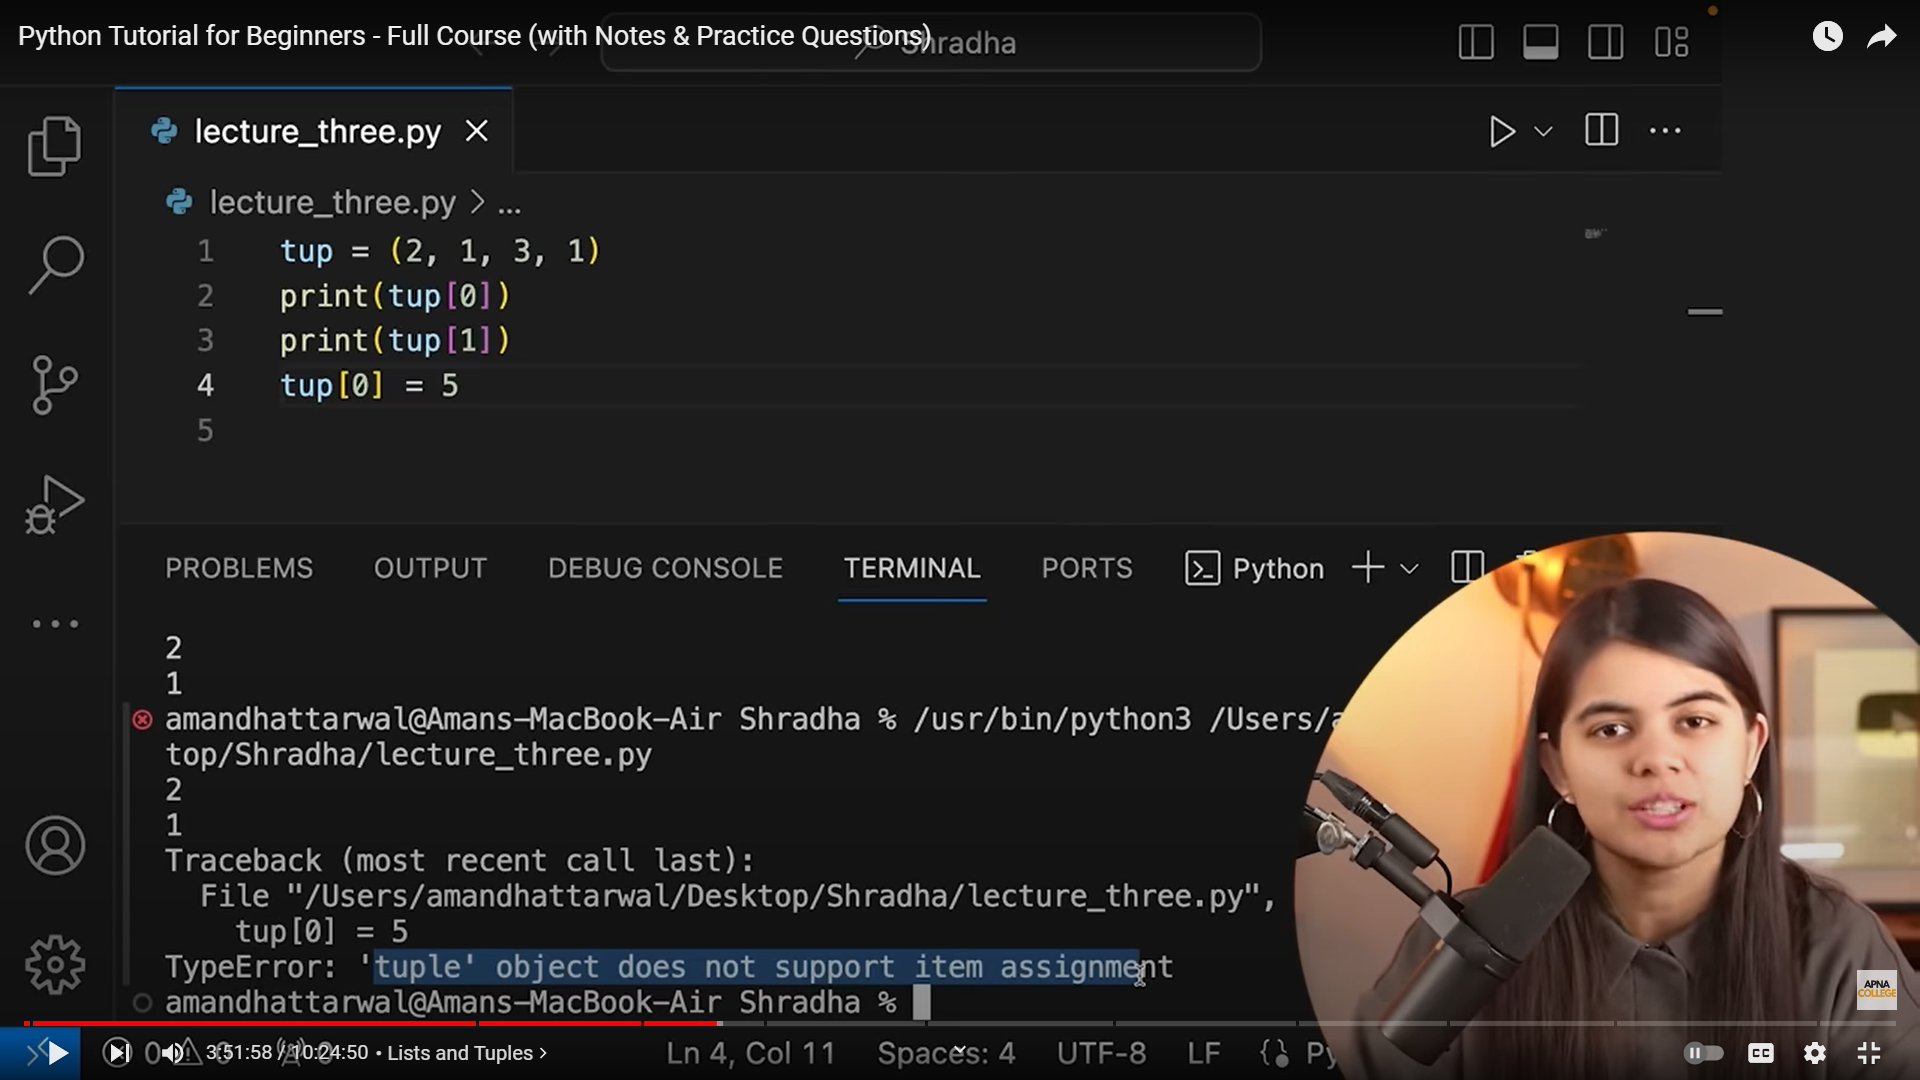 Python Tutorial for Beginners - Full Course (with Notes & Practice Questions)
Shradha
lecture_three.py
lecture_three.py > ...
1 tup = (2, 1, 3, 1)
2 print(tup[0])
3 print(tup[1])
4 tup[0] = 5
5
PROBLEMS OUTPUT DEBUG CONSOLE TERMINAL PORTS Python
2
1
amandhattarwal@Amans-MacBook-Air Shradha % /usr/bin/python3 /Users/
top/Shradha/lecture_three.py
2
1
Traceback (most recent call last):
  File "/Users/amandhattarwal/Desktop/Shradha/lecture_three.py",
    tup[0] = 5
TypeError: 'tuple' object does not support item assignment
amandhattarwal@Amans-MacBook-Air Shradha %
APNA
COLLEGE
3:51:58 / 10:24:50 • Lists and Tuples >
Ln 4, Col 11 Spaces: 4 UTF-8 LF {} Py
CC